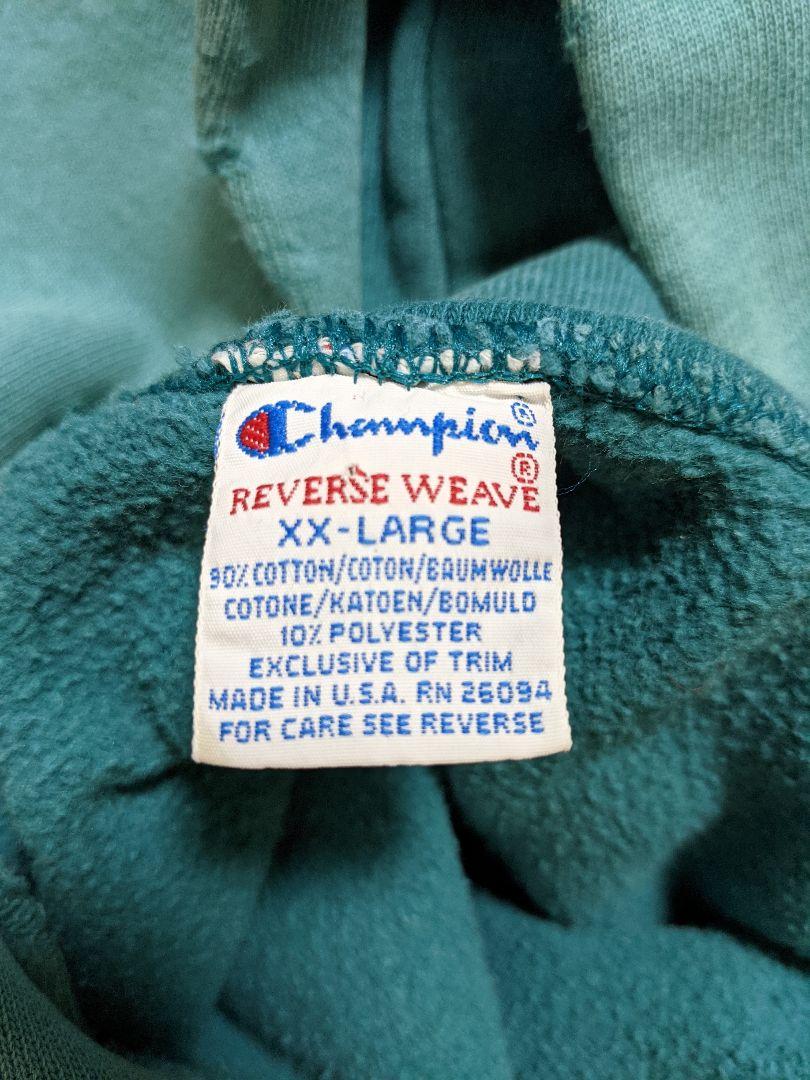 Champion®
REVERSE WEAVE®
XX-LARGE
90% COTTON/COTON/BAUMWOLLE
COTONE/KATOEN/BOMULD
10% POLYESTER
EXCLUSIVE OF TRIM
MADE IN U.S.A. RN 26094
FOR CARE SEE REVERSE